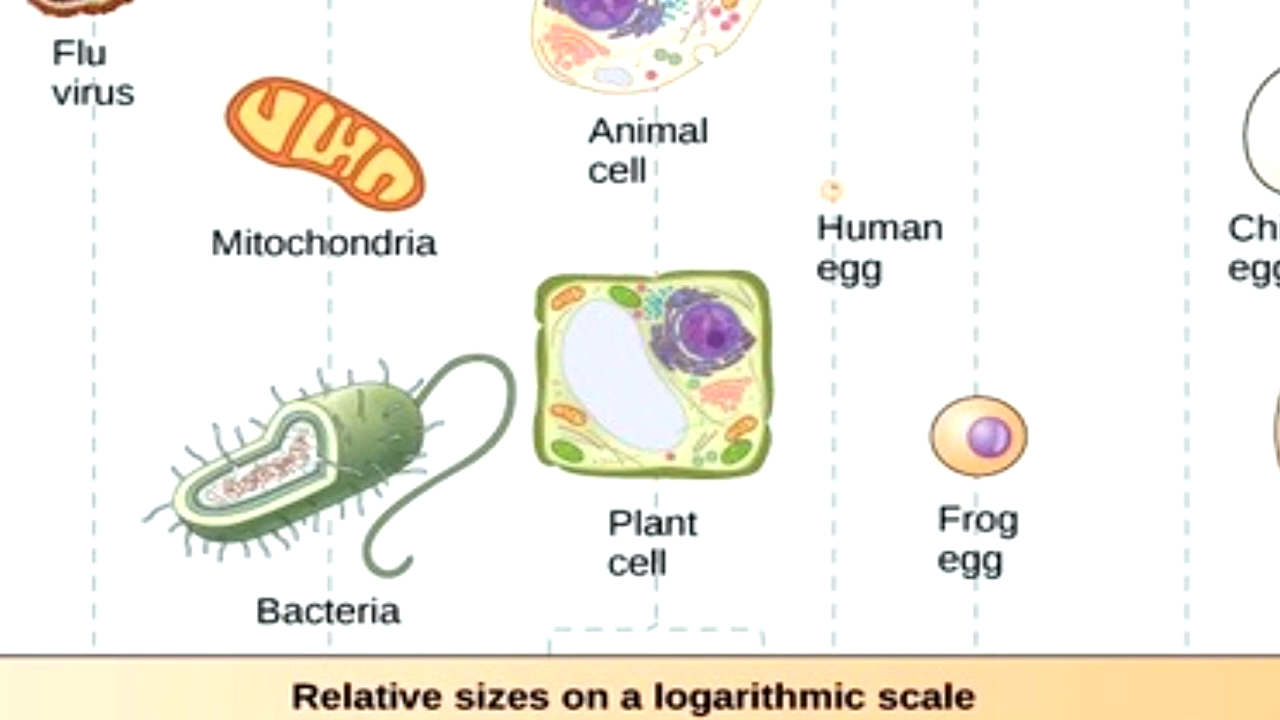 Flu
virus
Animal
cell
Mitochondria
Human
egg
Plant
cell
Frog
egg
Bacteria
Relative sizes on a logarithmic scale